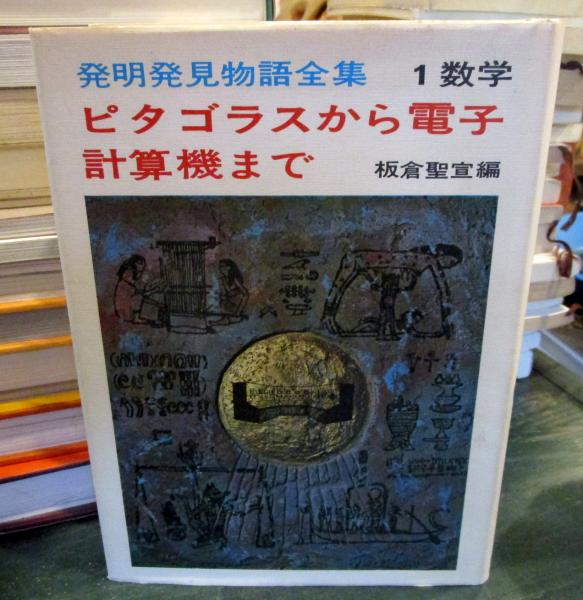 発明発見物語全集 1 数学
ピタゴラスから電子
計算機まで 板倉聖宣編